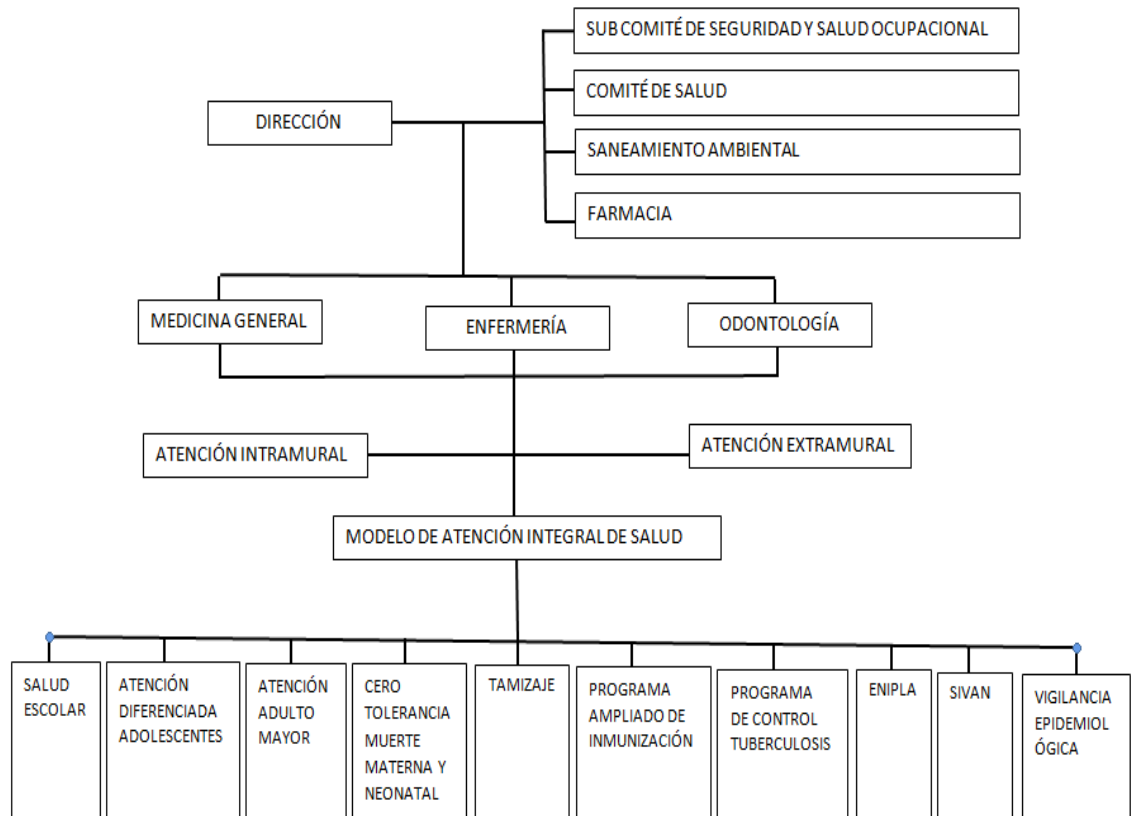 SUB COMITÉ DE SEGURIDAD Y SALUD OCUPACIONAL
COMITÉ DE SALUD
DIRECCIÓN
SANEAMIENTO AMBIENTAL
FARMACIA
MEDICINA GENERAL
ENFERMERÍA
ODONTOLOGÍA
ATENCIÓN INTRAMURAL
ATENCIÓN EXTRAMURAL
MODELO DE ATENCIÓN INTEGRAL DE SALUD
SALUD
ESCOLAR
ATENCIÓN
DIFERENCIADA
ADOLESCENTES
ATENCIÓN
ADULTO
MAYOR
CERO
TOLERANCIA
MUERTE
MATERNA Y
NEONATAL
TAMIZAJE
PROGRAMA
AMPLIADO DE
INMUNIZACIÓN
PROGRAMA
DE CONTROL
TUBERCULOSIS
ENIPLA
SIVAN
VIGILANCIA
EPIDEMIOL
ÓGICA